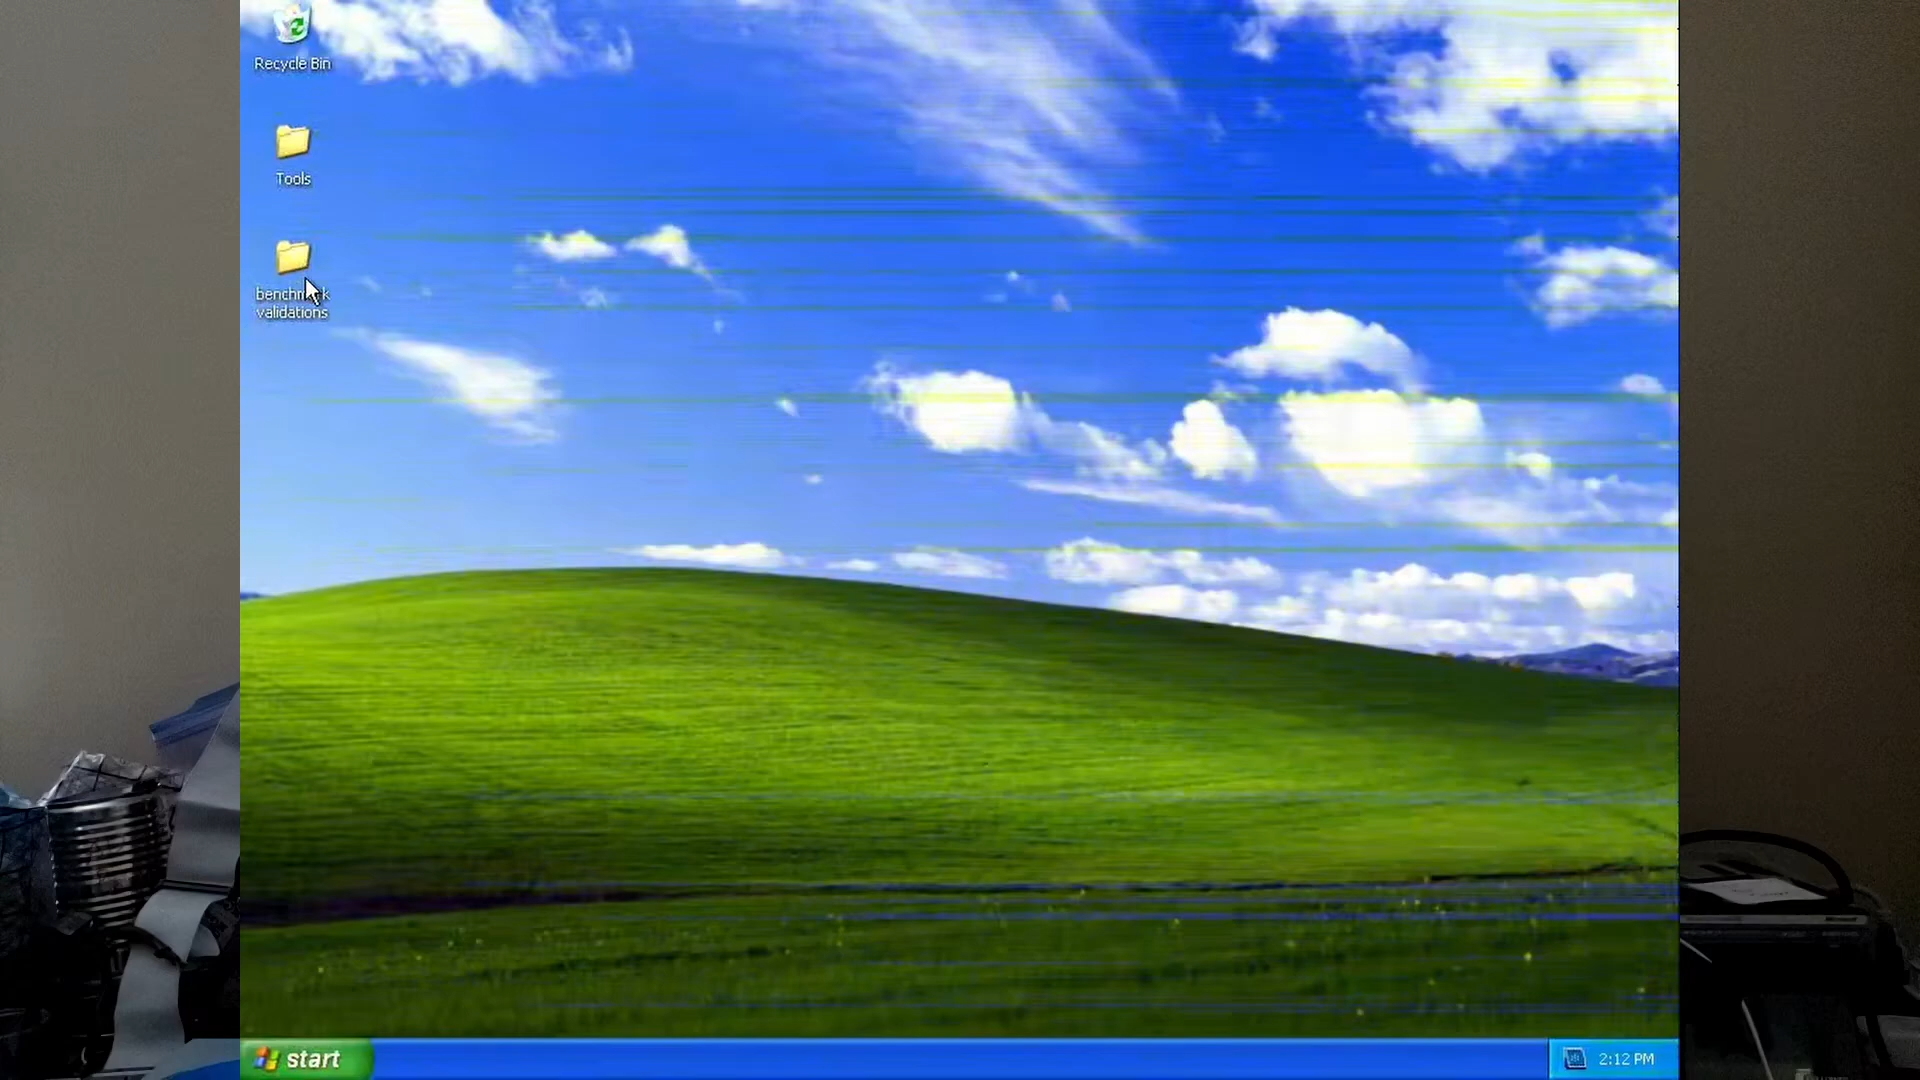 Recycle Bin
Tools
benchmark
validations
start
2:12 PM